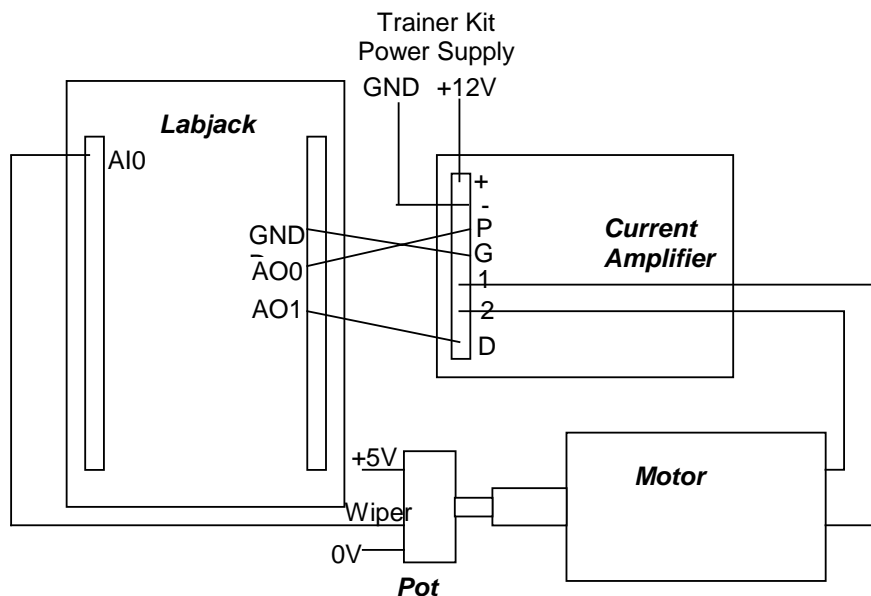 Trainer Kit
Power Supply
GND +12V
Labjack
AI0
GND
AO0
AO1
+
-
P
G
1
2
D
Current
Amplifier
+5V
Wiper
0V
Pot
Motor